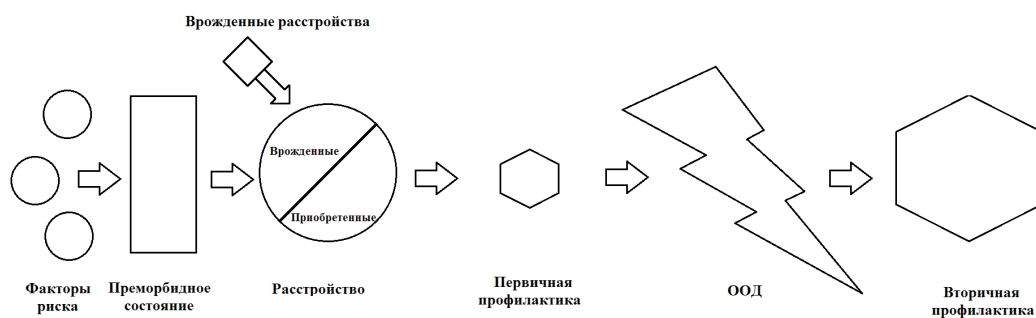 Врожденные расстройства
Врожденные
Приобретенные
Факторы
риска
Преморбидное
состояние
Расстройство
Первичная
профилактика
ООД
Вторичная
профилактика